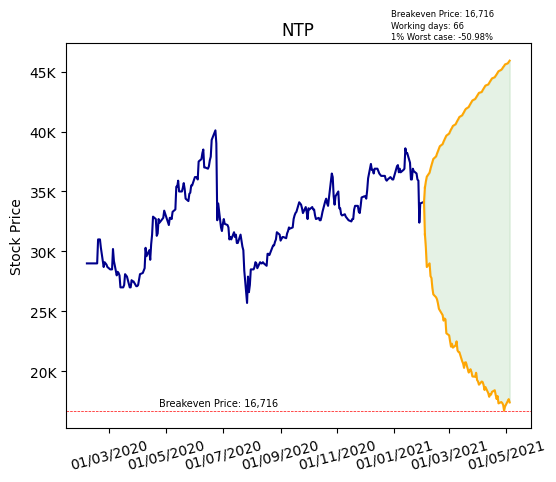 Breakeven Price: 16,716
Working days: 66
1% Worst case: -50.98%
NTP
45K
40K
35K
30K
25K
20K
Stock Price
Breakeven Price: 16,716
01/03/2020
01/05/2020
01/07/2020
01/09/2020
01/11/2020
01/01/2021
01/03/2021
01/05/2021